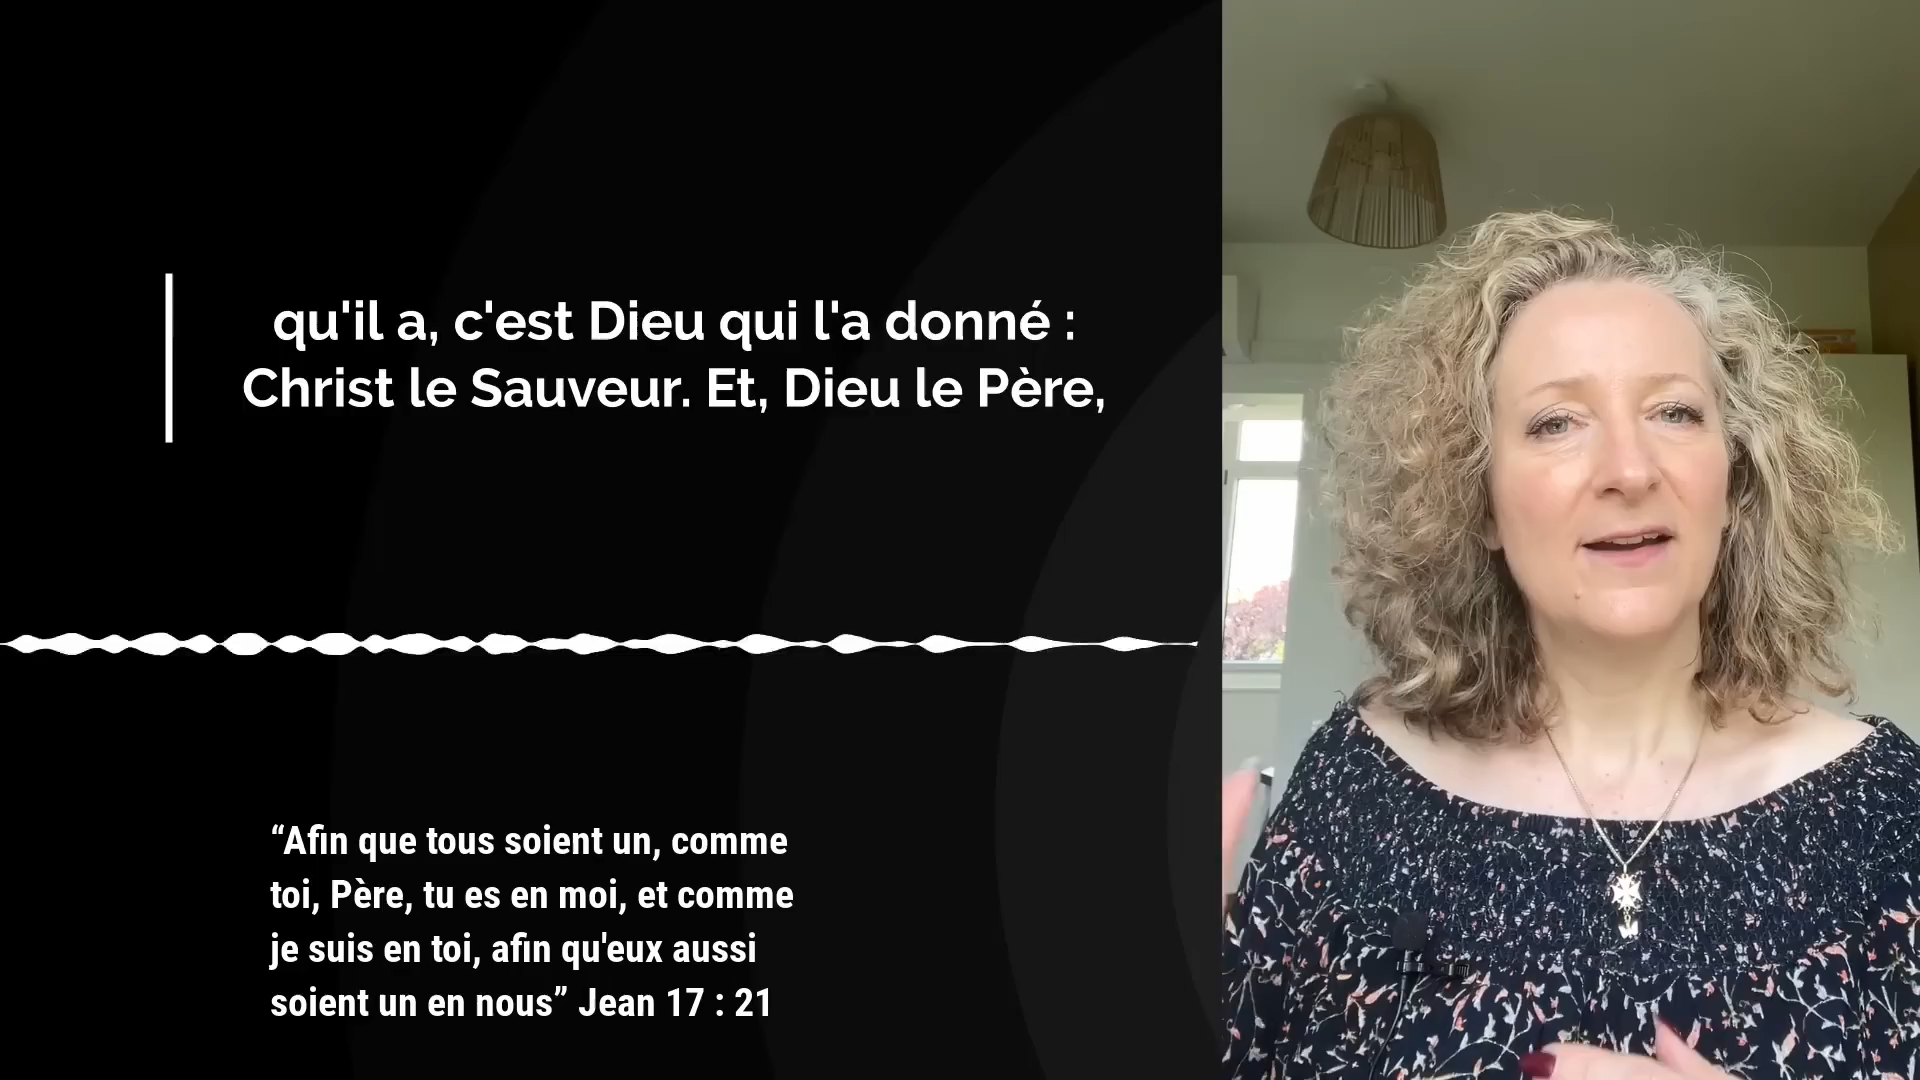 qu'il a, c'est Dieu qui l'a donné :
Christ le Sauveur. Et, Dieu le Père,
“Afin que tous soient un, comme
toi, Père, tu es en moi, et comme
je suis en toi, afin qu'eux aussi
soient un en nous” Jean 17 : 21